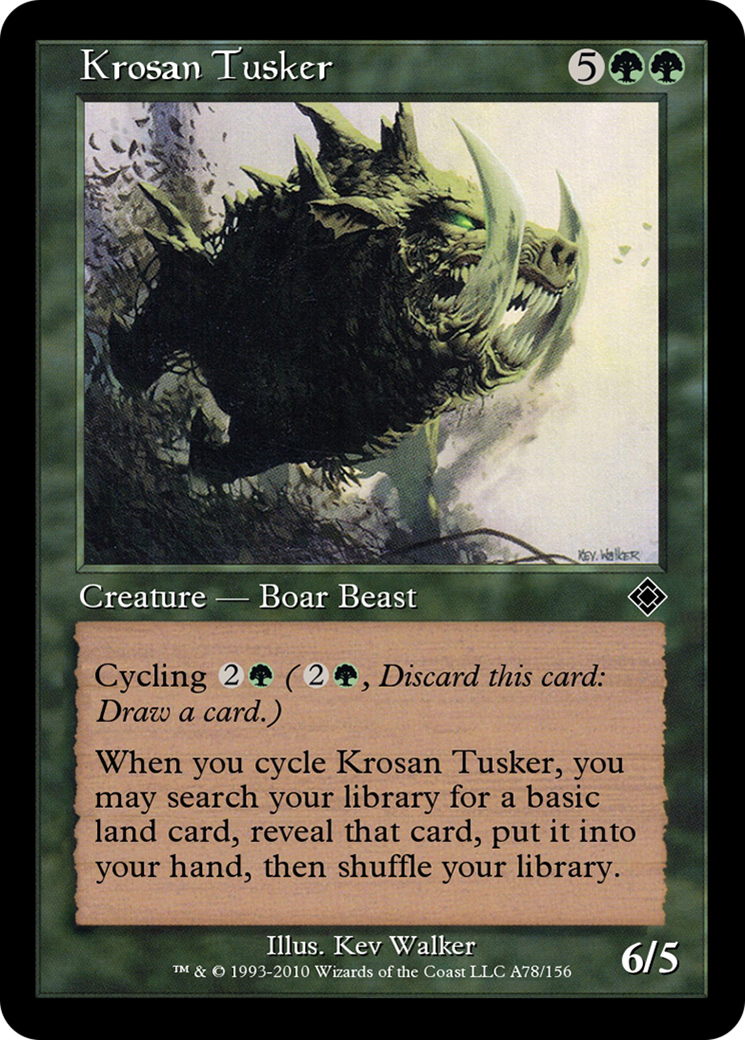 Krosan Tusker 5
KEV. WALKER
Creature — Boar Beast
Cycling 2 ( 2 , Discard this card:
Draw a card.)
When you cycle Krosan Tusker, you
may search your library for a basic
land card, reveal that card, put it into
your hand, then shuffle your library.
Illus. Kev Walker
™ & © 1993-2010 Wizards of the Coast LLC A78/156
6/5